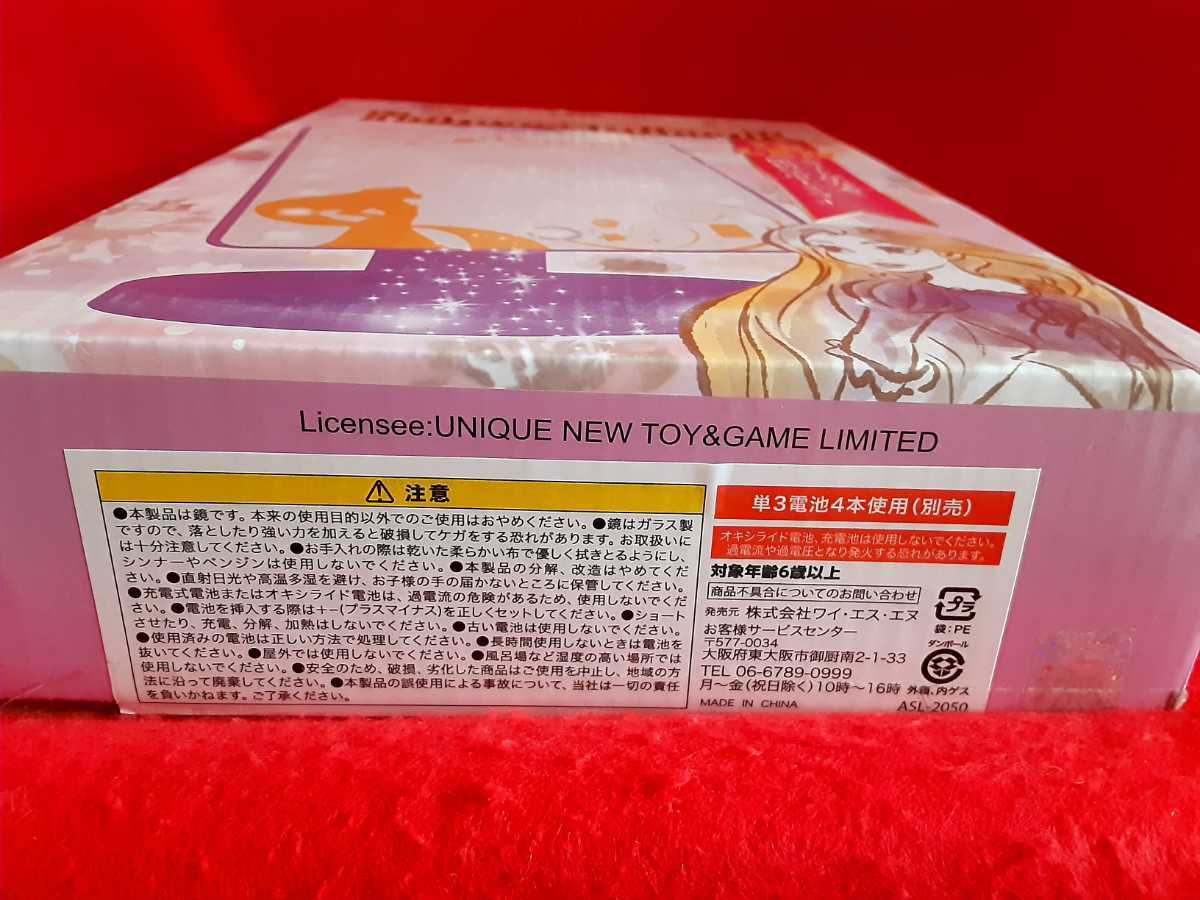 Licensee:UNIQUE NEW TOY&GAME LIMITED
注意
●本製品は鏡です。本来の使用目的以外でのご使用はおやめください。●鏡はガラス製
ですので、落としたり強い力を加えると破損してケガをする恐れがあります。お取扱いに
は十分注意してください。●お手入れの際は乾いた柔らかい布で優しく拭きとるようにし、
シンナーやベンジンは使用しないでください。●本製品の分解、改造はやめてくだ
さい。●直射日光や高温多湿を避け、お子様の手の届かないところに保管してください。
●充電式電池またはオキシライド電池は、過電流の危険があるため、使用しないでくだ
さい。●電池を挿入する際は+−(プラスマイナス)を正しくセットしてください。●ショート
させたり、充電、分解、加熱はしないでください。●古い電池は使用しないでください。
●使用済みの電池は正しい方法で処理してください。●長時間使用しないときは電池を
抜いてください。●屋外では使用しないでください。●風呂場など湿度の高い場所では
使用しないでください。●安全のため、破損、劣化した商品はご使用を中止し、地域の方
法に沿って廃棄してください。●本製品の誤使用による事故について、当社は一切の責任
を負いかねます。ご了承ください。
単3電池4本使用(別売)
オキシライド電池、充電池は使用しないでください。
過電流や過電圧となり発火する恐れがあります。
対象年齢6歳以上
商品不具合についてのお問い合わせ
発売元 株式会社ワイ・エス・エヌ
お客様サービスセンター
〒577-0034
大阪府東大阪市御厨南2-1-33
TEL 06-6789-0999
月〜金(祝日除く)10時〜16時
MADE IN CHINA
プラ
袋:PE
ダンボール
外箱、内ゲス
ASL-2050